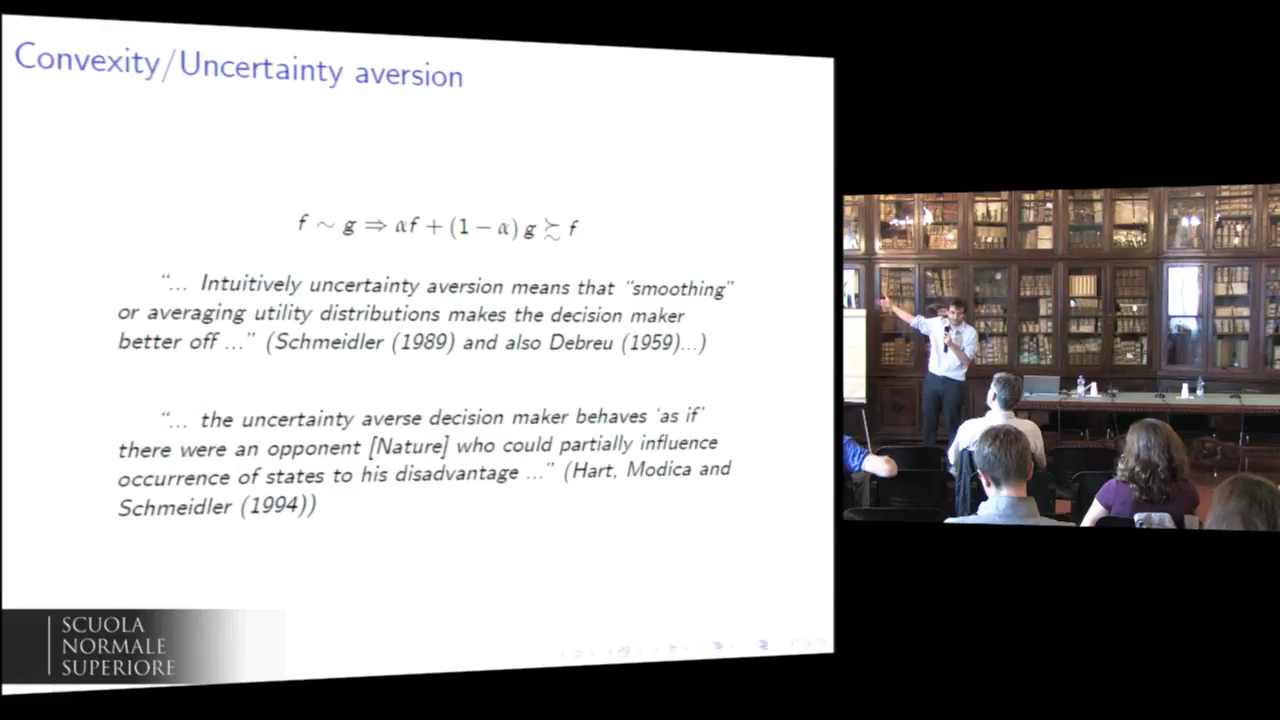 Convexity/Uncertainty aversion
f ∼ g ⇒ αf + (1 − α) g ≿ f
“... Intuitively uncertainty aversion means that “smoothing”
or averaging utility distributions makes the decision maker
better off ...” (Schmeidler (1989) and also Debreu (1959)...)
“... the uncertainty averse decision maker behaves ‘as if’
there were an opponent [Nature] who could partially influence
occurrence of states to his disadvantage ...” (Hart, Modica and
Schmeidler (1994))
SCUOLA
NORMALE
SUPERIORE